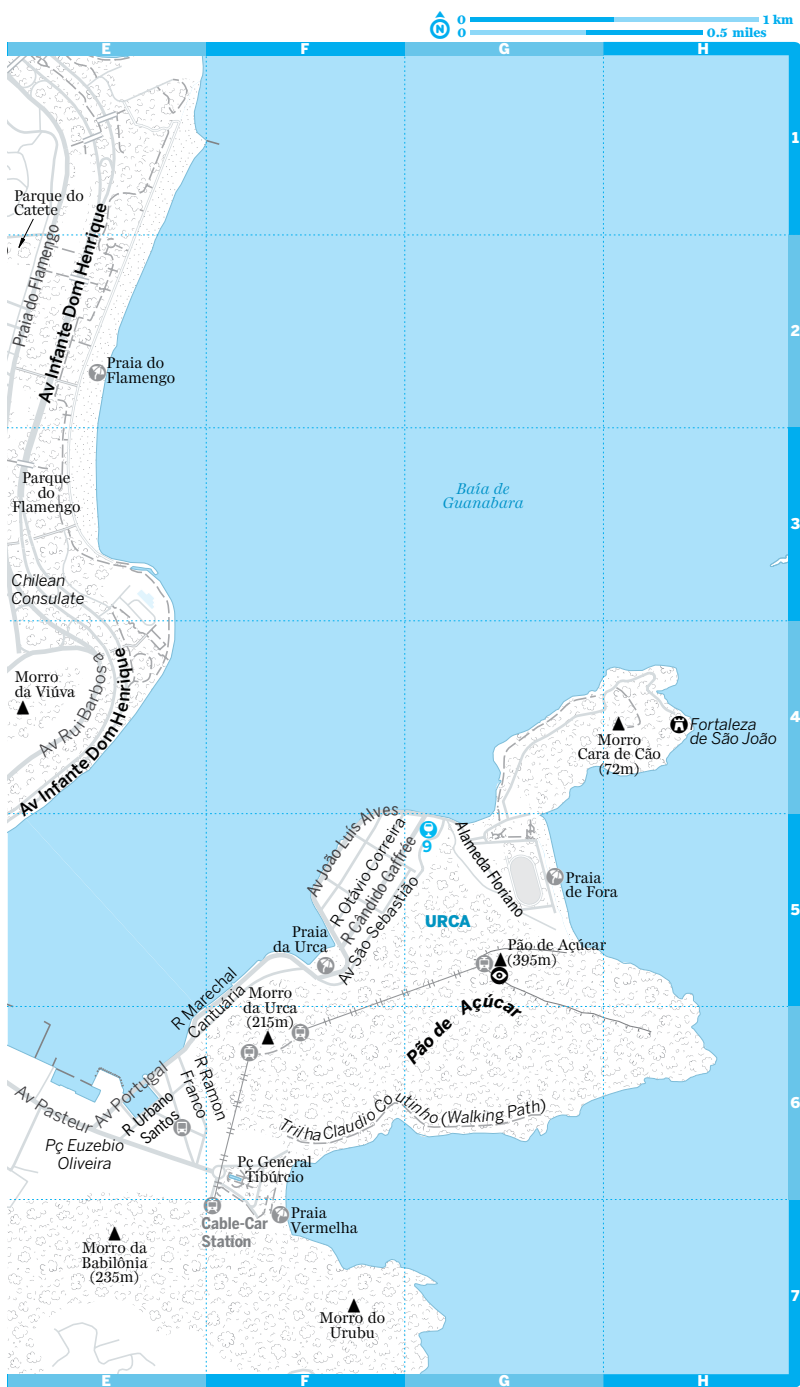 N
0 1 km
0 0.5 miles
E F G H
1
Parque do
Catete
Praia do Flamengo
Av Infante Dom Henrique
2
Praia do
Flamengo
Parque
do
Flamengo
Baía de
Guanabara
3
Chilean
Consulate
Morro
da Viúva
Av Rui Barbosa
Av Infante Dom Henrique
4
Fortaleza
de São João
Morro
Cara de Cão
(72m)
Av João Luís Alves
R Otávio Correira
R Cândido Gaffrée
Av São Sebastião
9
Alameda Floriano
Praia
de Fora
5
URCA
Praia
da Urca
Pão de Açúcar
(395m)
R Marechal
Cantuária
Morro
da Urca
(215m)
Pão de Açúcar
R Ramon
Franco
Av Portugal
Av Pasteur
R Urbano
Santos
6
Trilha Claudio Coutinho (Walking Path)
Pç Euzebio
Oliveira
Pç General
Tibúrcio
Cable-Car
Station
Praia
Vermelha
Morro da
Babilônia
(235m)
7
Morro do
Urubu
E F G H